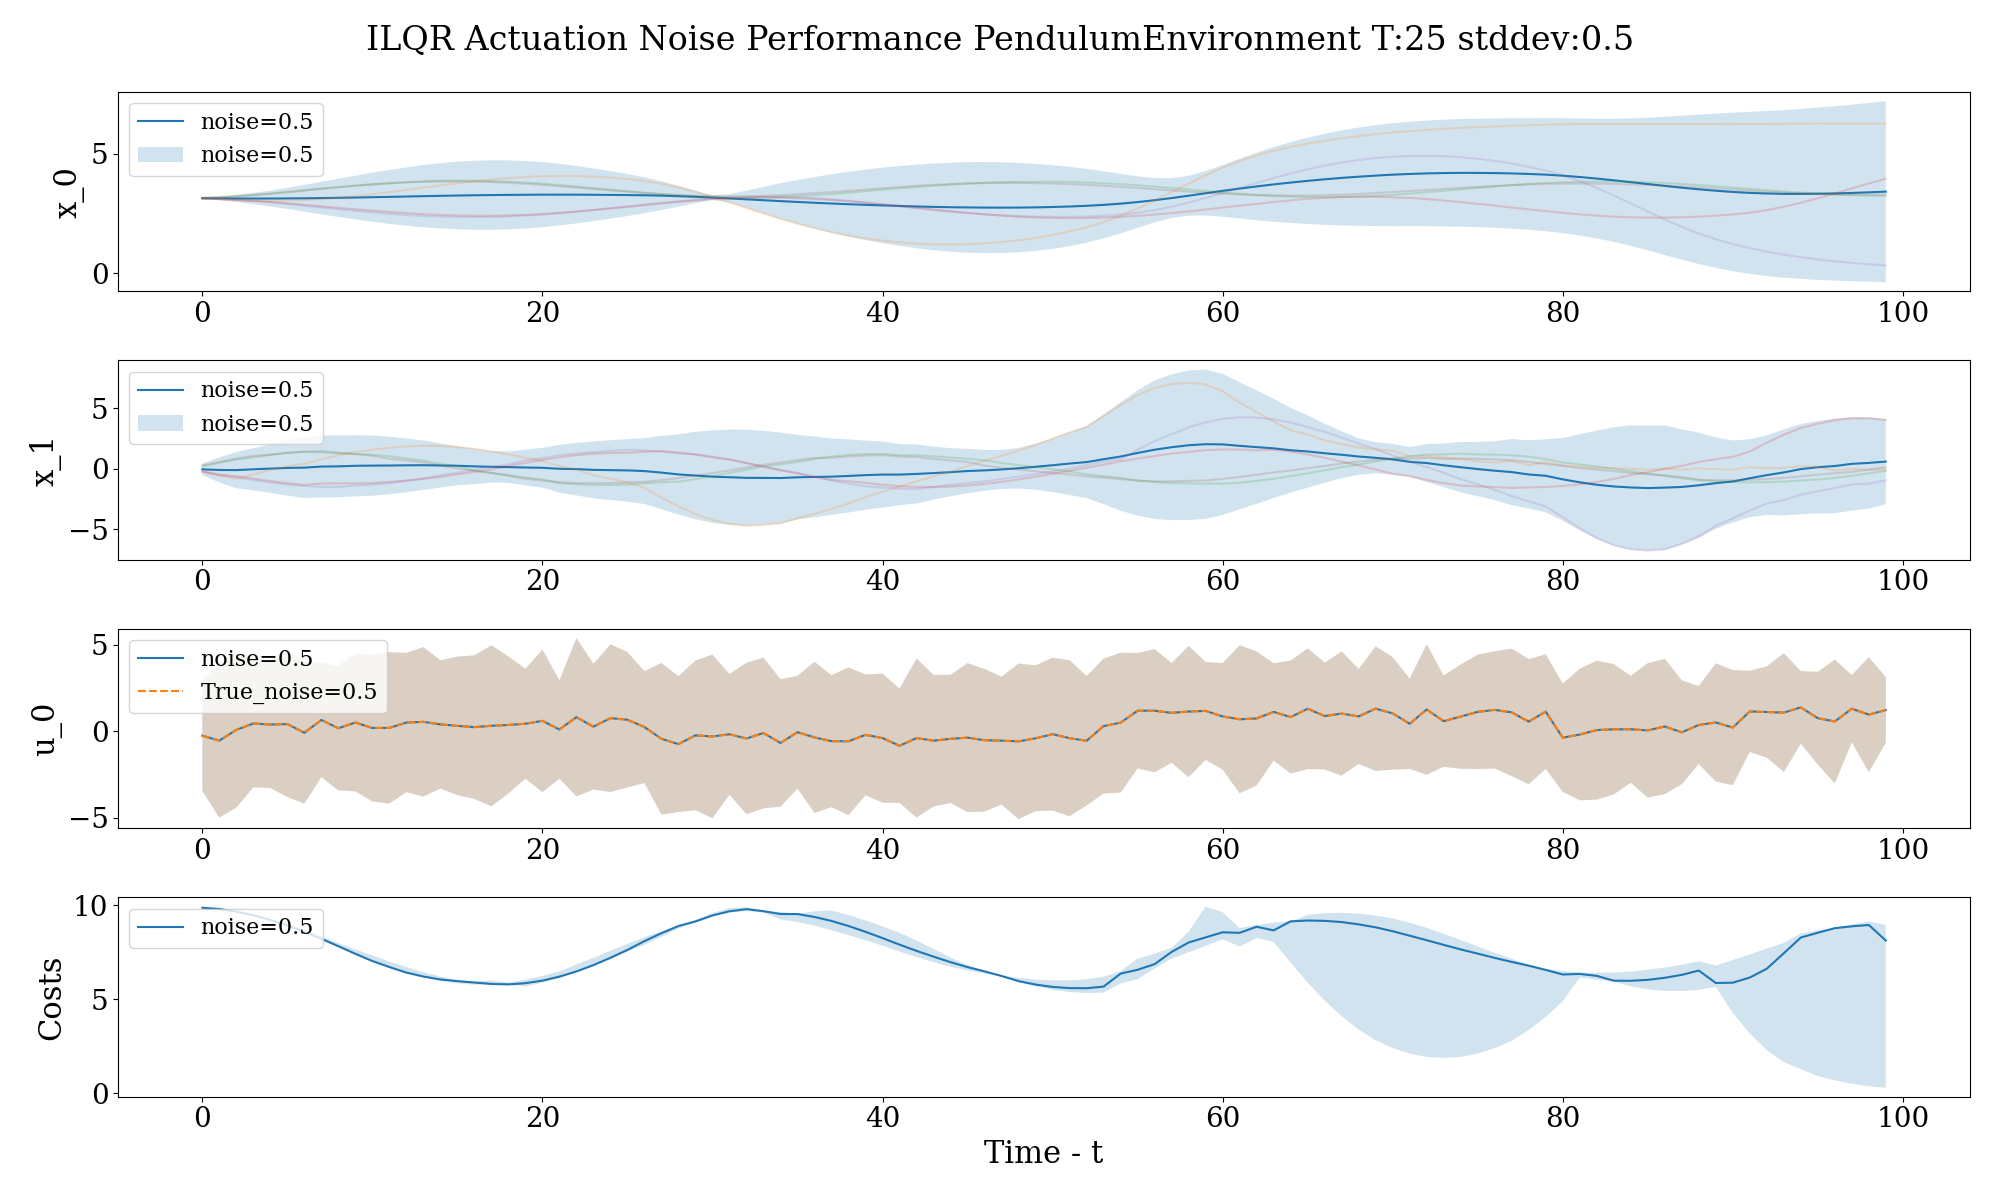 ILQR Actuation Noise Performance PendulumEnvironment T:25 stddev:0.5
noise=0.5
noise=0.5
5
0
x_0
0 20 40 60 80 100
noise=0.5
noise=0.5
5
0
−5
x_1
0 20 40 60 80 100
noise=0.5
True_noise=0.5
5
0
−5
u_0
0 20 40 60 80 100
noise=0.5
10
5
0
Costs
0 20 40 60 80 100
Time - t